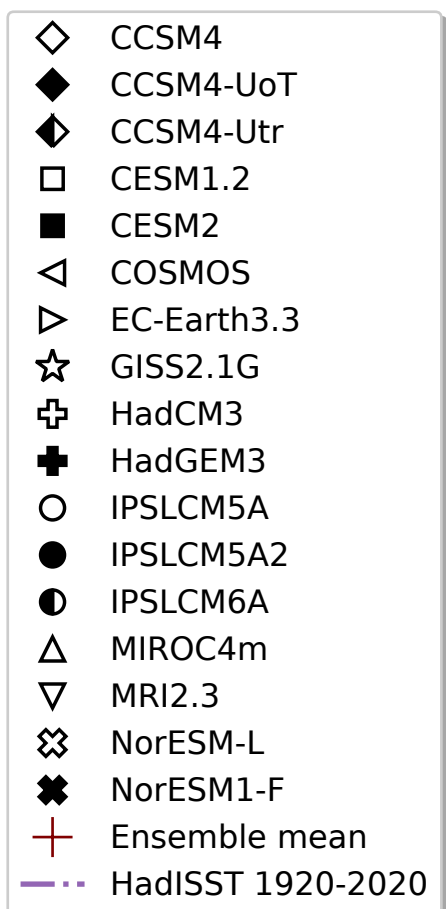 CCSM4
CCSM4-UoT
CCSM4-Utr
CESM1.2
CESM2
COSMOS
EC-Earth3.3
GISS2.1G
HadCM3
HadGEM3
IPSLCM5A
IPSLCM5A2
IPSLCM6A
MIROC4m
MRI2.3
NorESM-L
NorESM1-F
Ensemble mean
HadISST 1920-2020